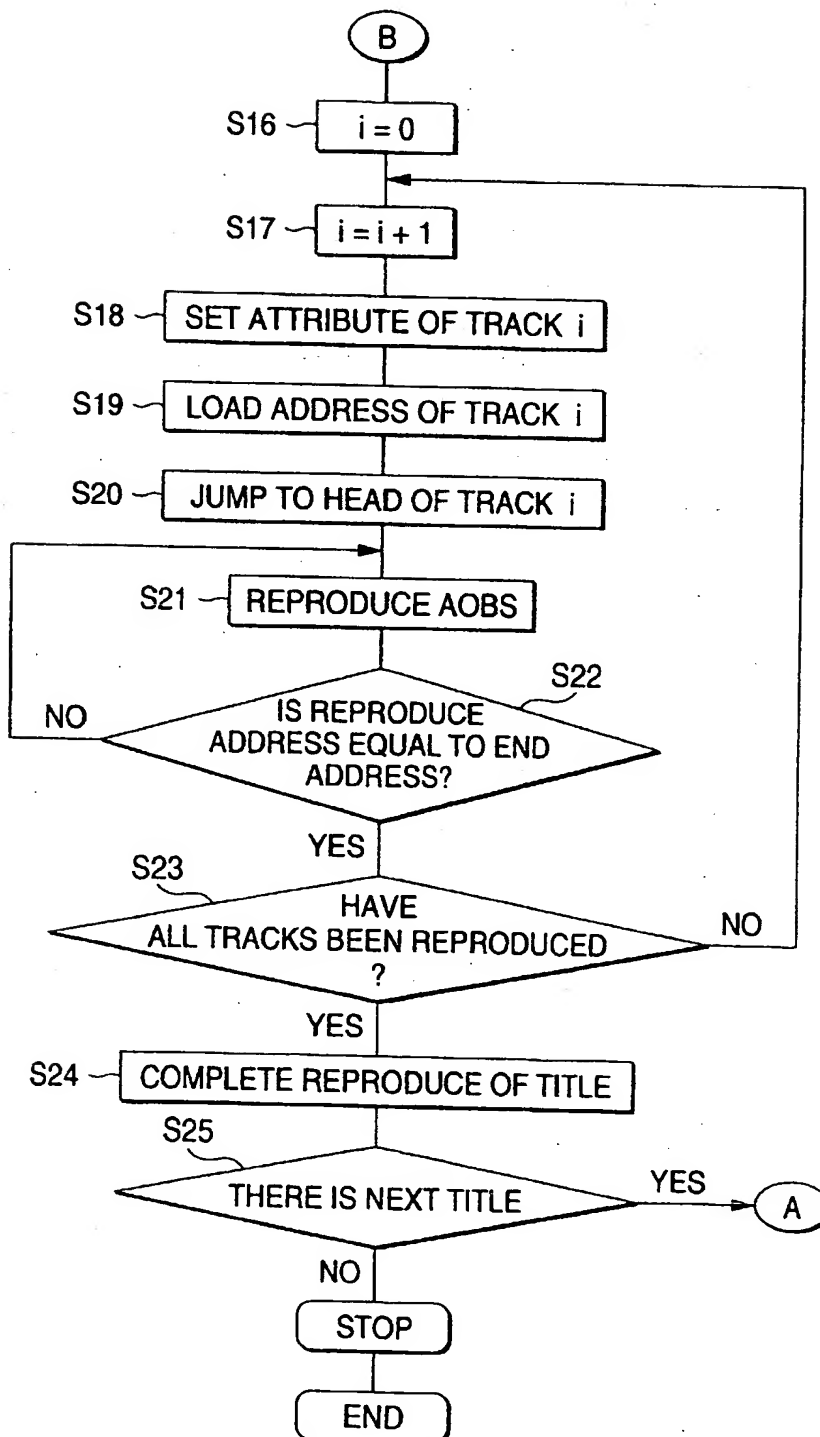 B
S16
i = 0
S17
i = i + 1
S18
SET ATTRIBUTE OF TRACK i
S19
LOAD ADDRESS OF TRACK i
S20
JUMP TO HEAD OF TRACK i
S21
REPRODUCE AOBS
S22
NO
IS REPRODUCE
ADDRESS EQUAL TO END
ADDRESS?
YES
S23
HAVE
ALL TRACKS BEEN REPRODUCED
?
NO
YES
S24
COMPLETE REPRODUCE OF TITLE
S25
THERE IS NEXT TITLE
YES
A
NO
STOP
END